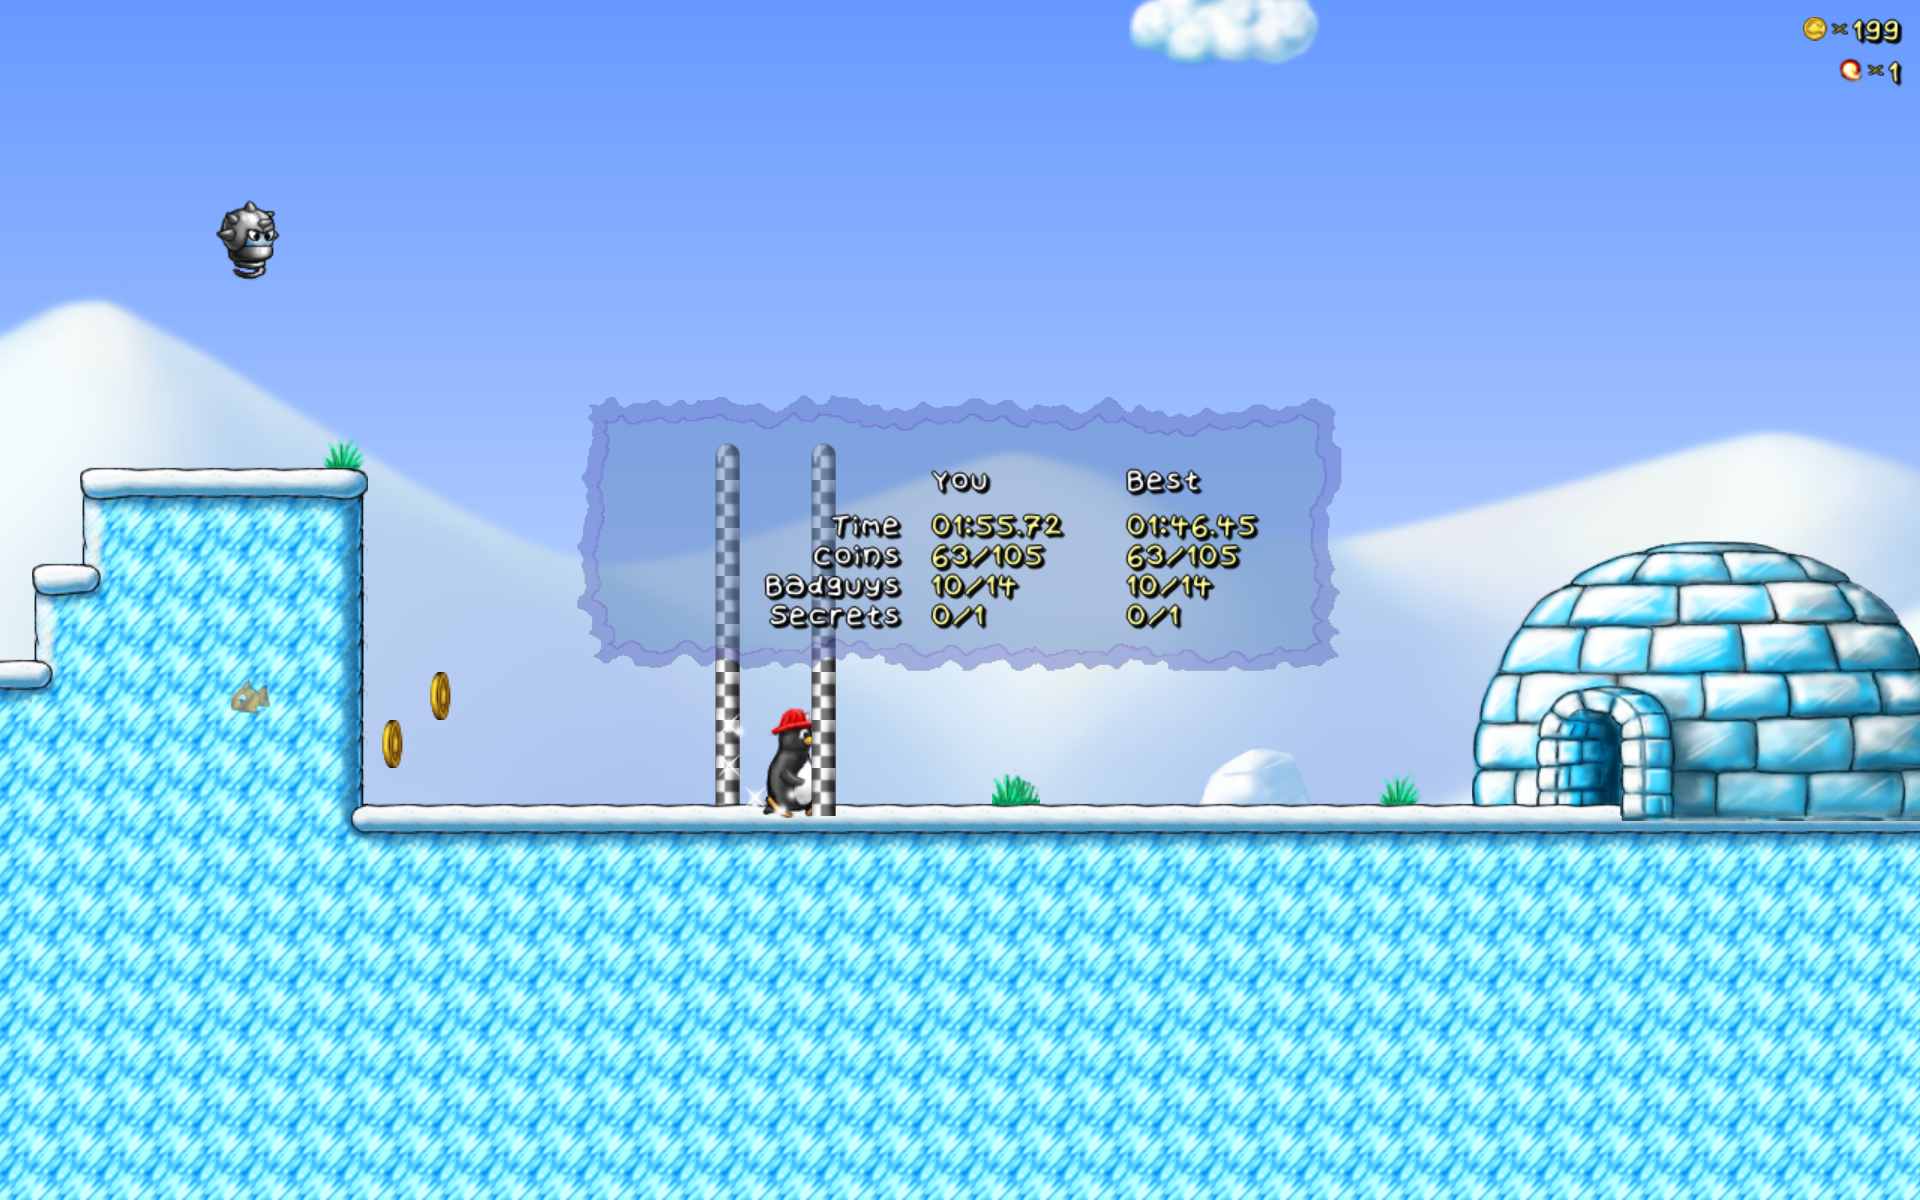 × 199
× 1
You Best
Time 01:55.72 01:46.45
Coins 63/105 63/105
Badguys 10/14 10/14
Secrets 0/1 0/1